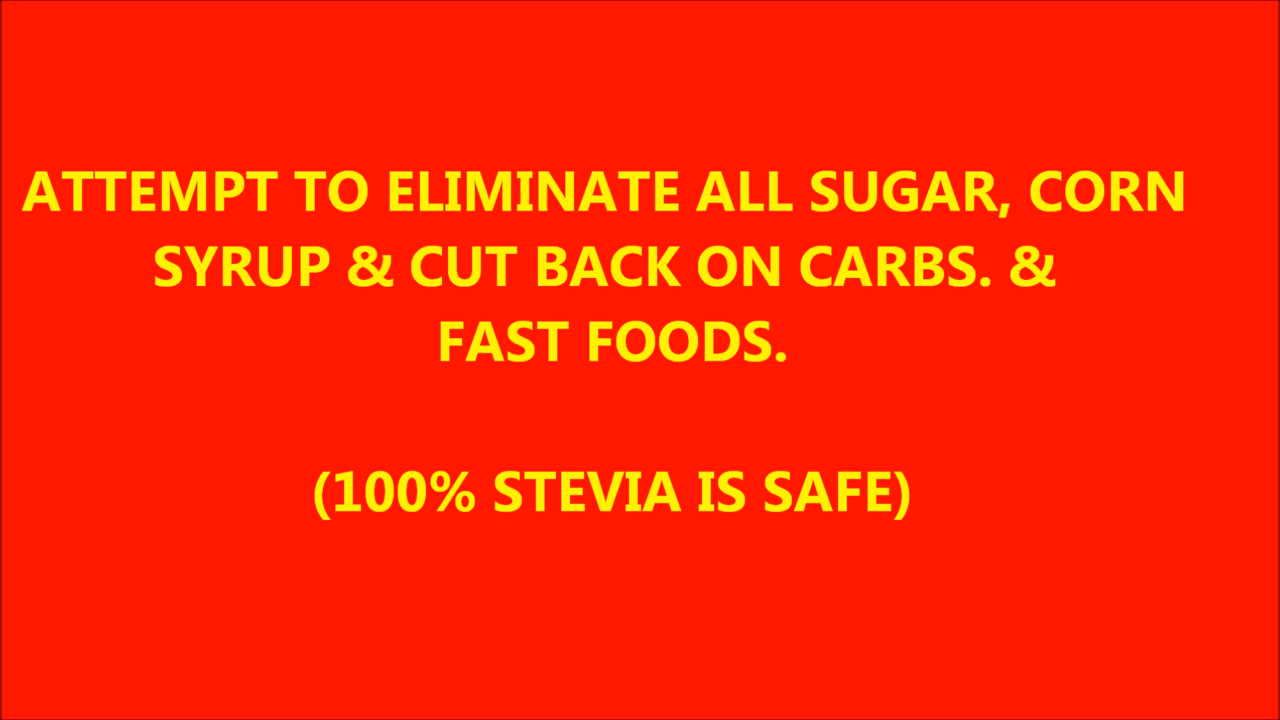 ATTEMPT TO ELIMINATE ALL SUGAR, CORN
SYRUP & CUT BACK ON CARBS. &
FAST FOODS.
(100% STEVIA IS SAFE)